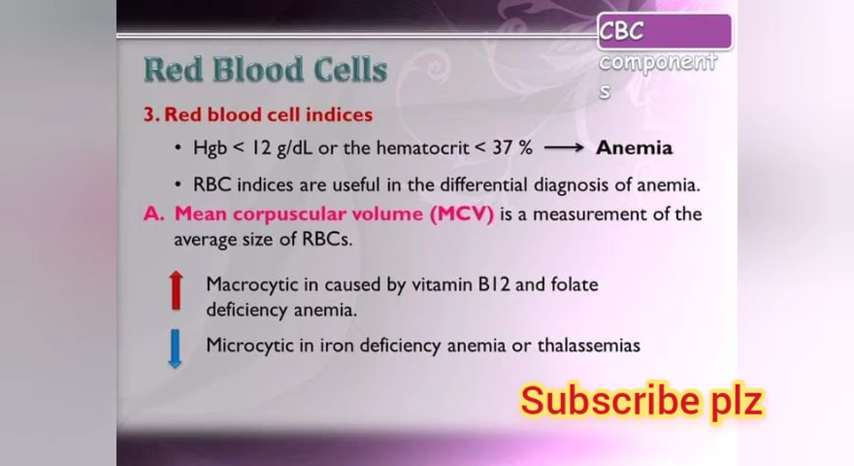 CBC
component
s
Red Blood Cells
3. Red blood cell indices
• Hgb < 12 g/dL or the hematocrit < 37 % ⟶ Anemia
• RBC indices are useful in the differential diagnosis of anemia.
A. Mean corpuscular volume (MCV) is a measurement of the
average size of RBCs.
Macrocytic in caused by vitamin B12 and folate
deficiency anemia.
Microcytic in iron deficiency anemia or thalassemias
Subscribe plz